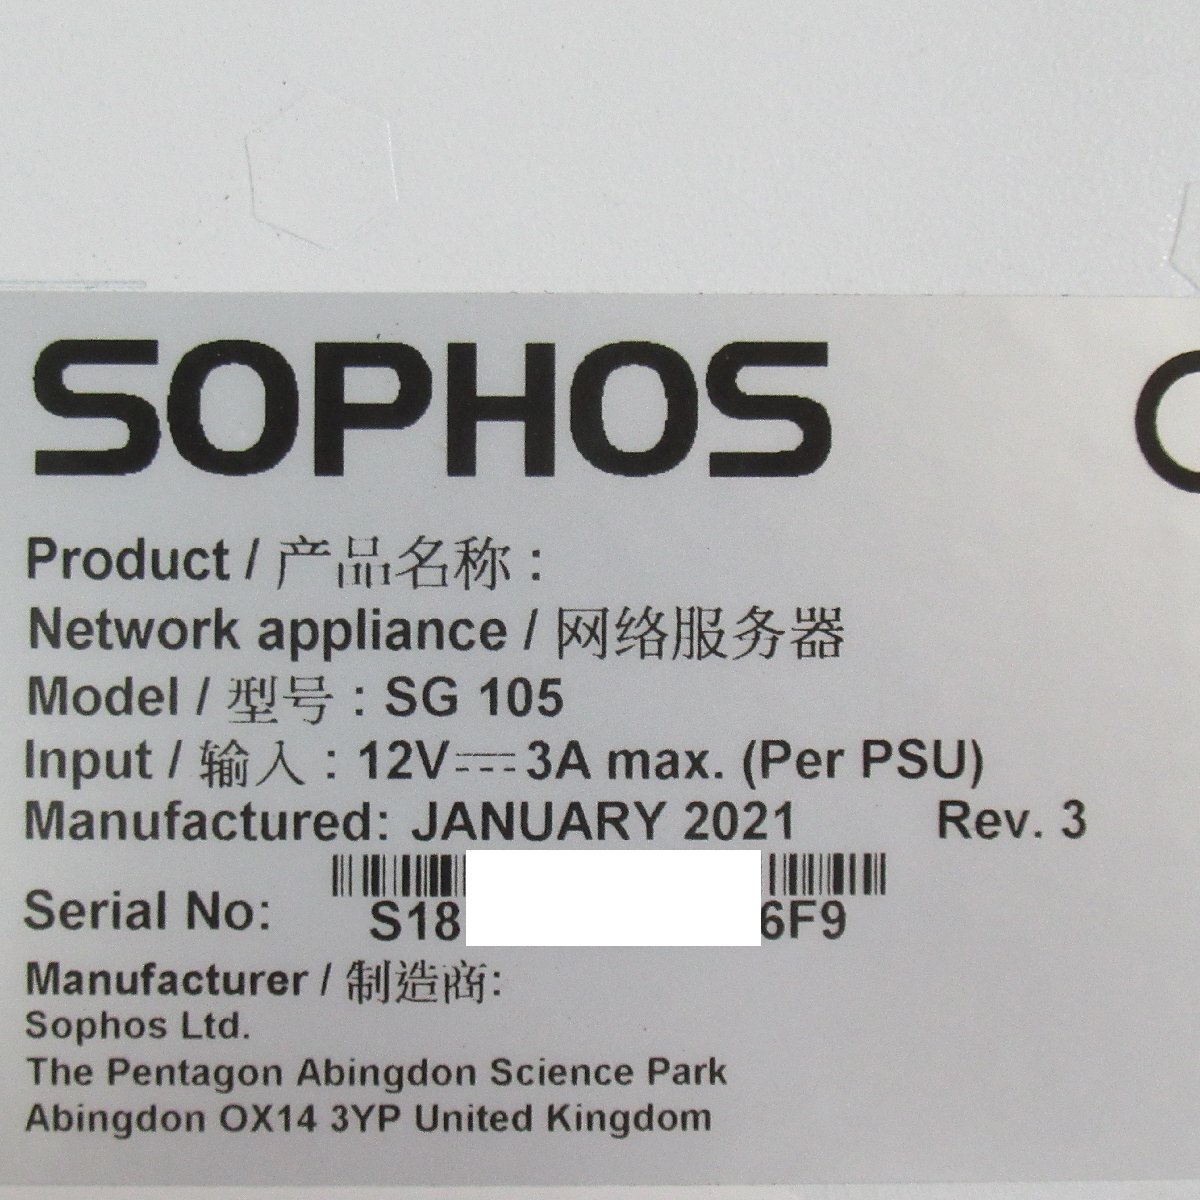 SOPHOS
Product / 产品名称 :
Network appliance / 网络服务器
Model / 型号 : SG 105
Input / 输入 : 12V⎓3A max. (Per PSU)
Manufactured: JANUARY 2021 Rev. 3
Serial No: S18 6F9
Manufacturer / 制造商:
Sophos Ltd.
The Pentagon Abingdon Science Park
Abingdon OX14 3YP United Kingdom